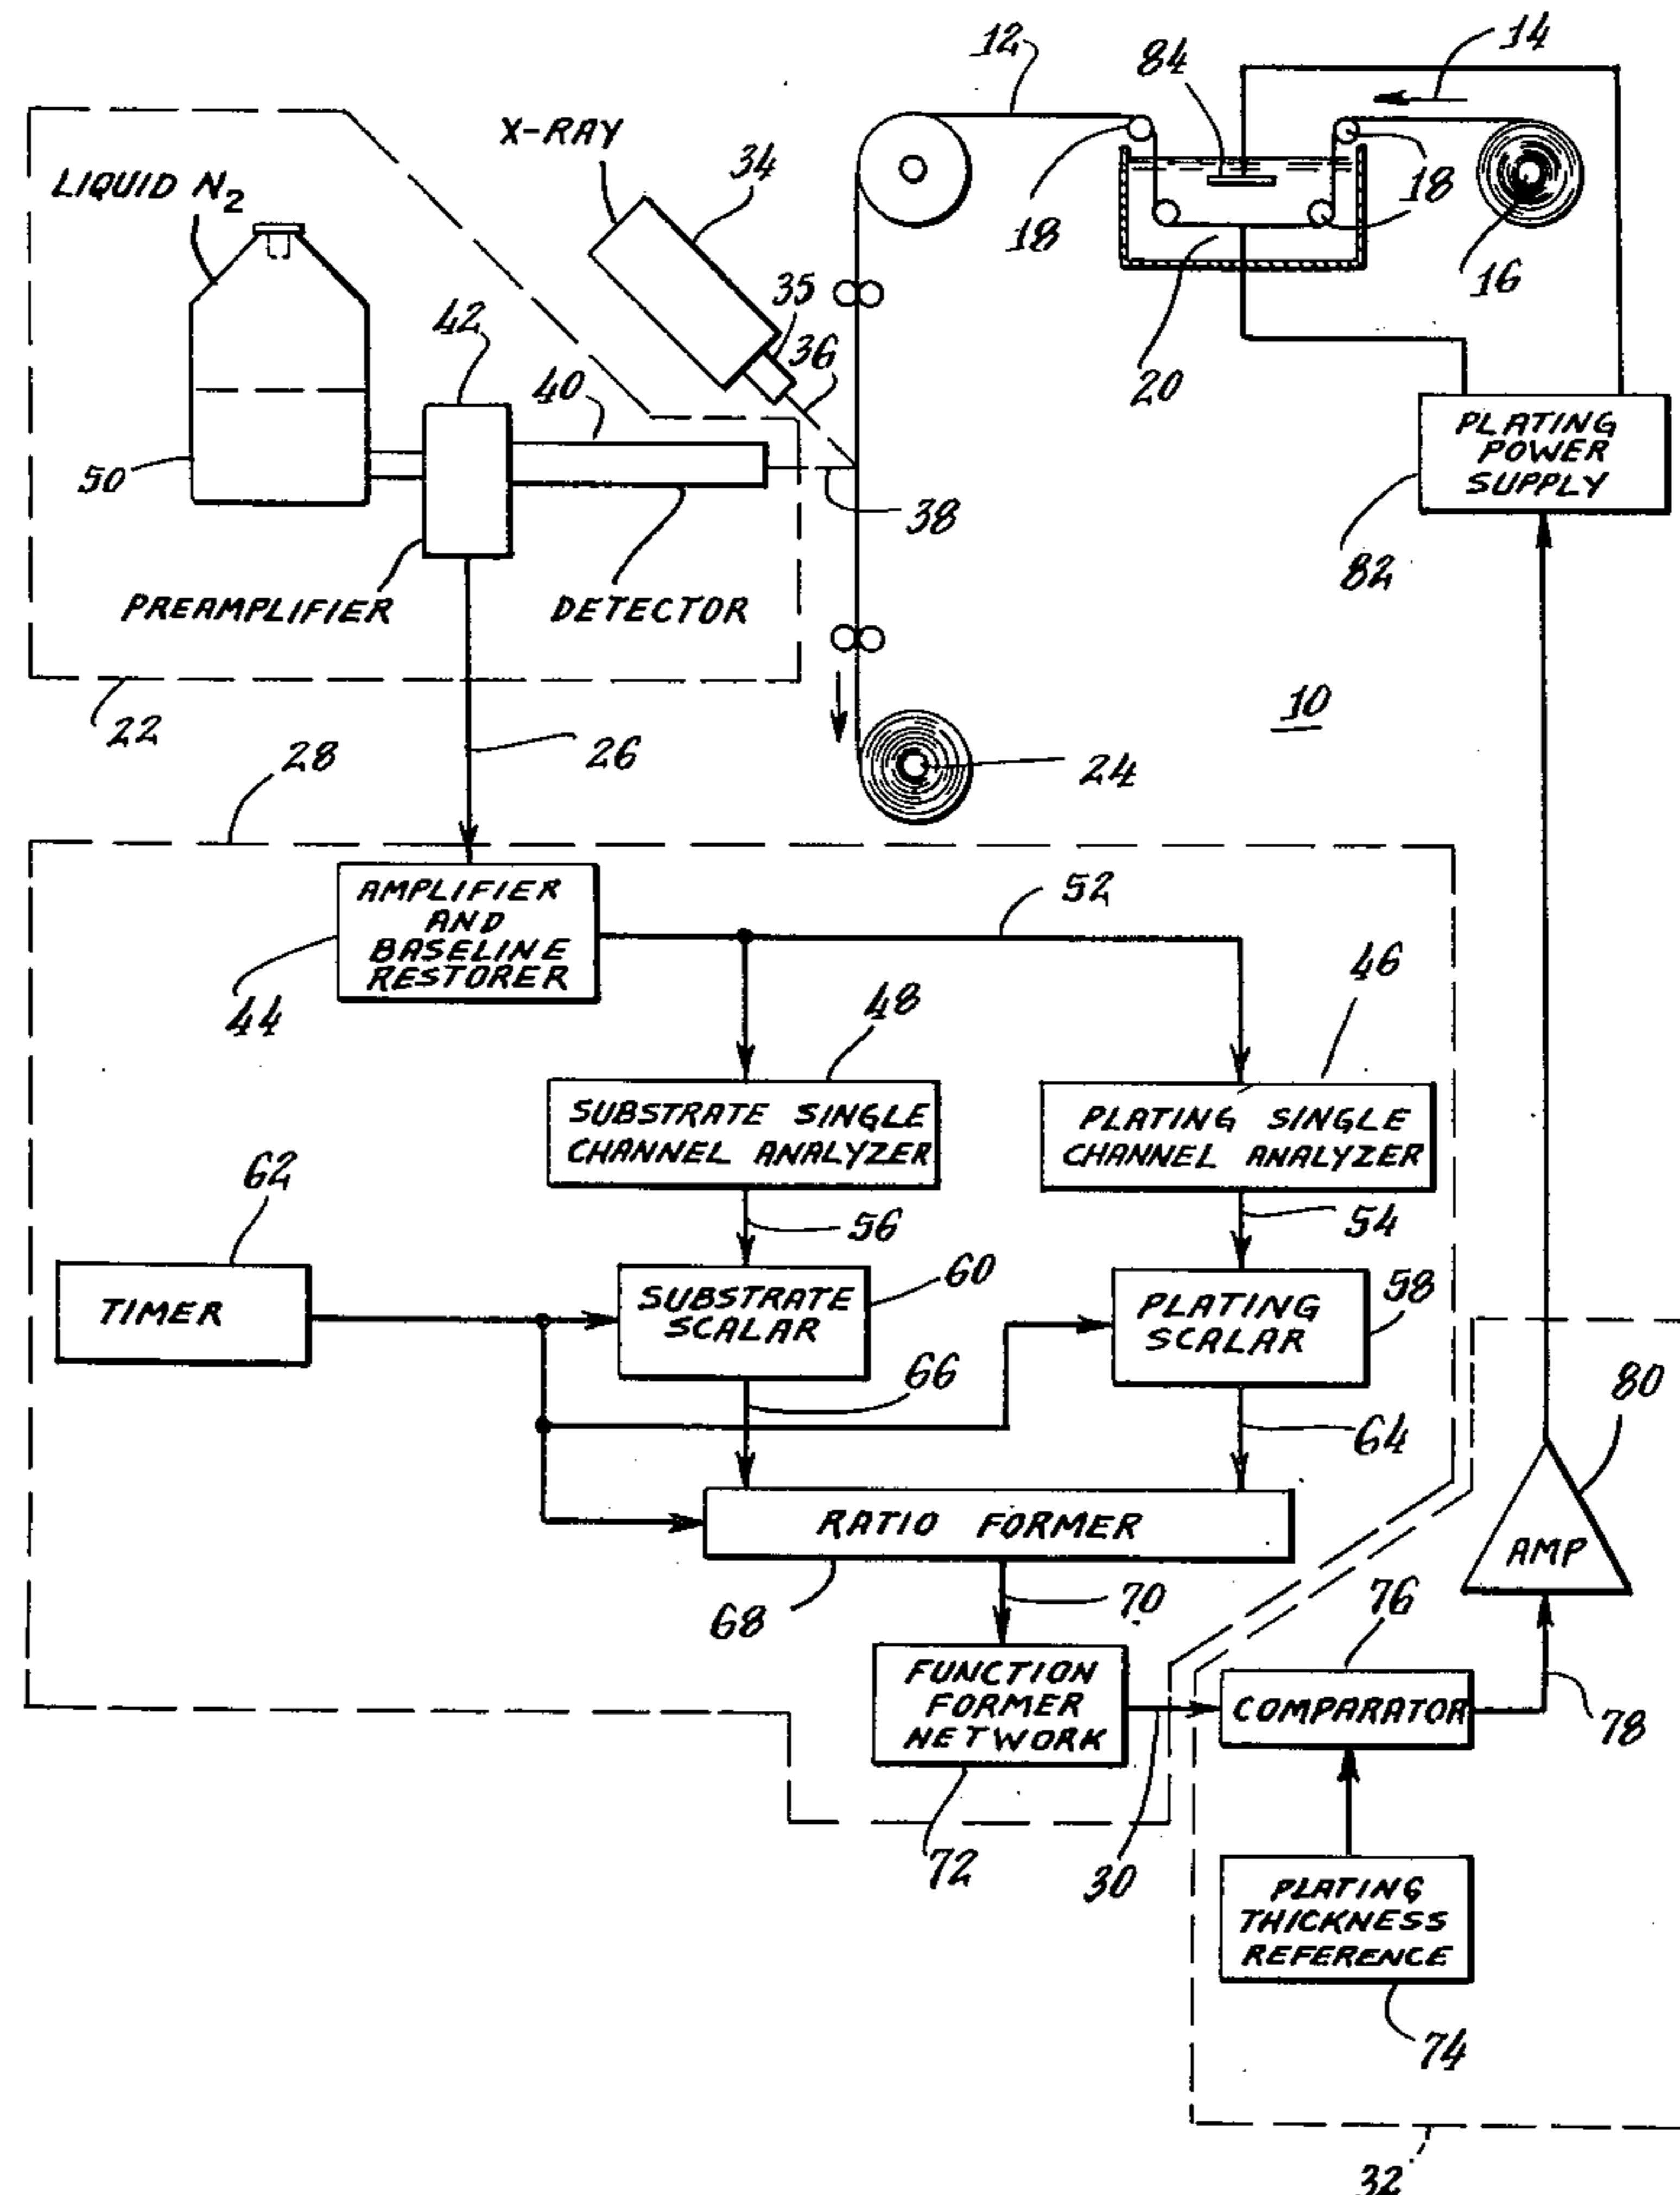 12
84
14
X-RAY
34
LIQUID N2
18
18
35
42
36
16
40
20
PLATING
POWER
SUPPLY
50
38
82
PREAMPLIFIER
DETECTOR
10
22
26
24
28
AMPLIFIER
AND
BASELINE
RESTORER
52
46
44
48
SUBSTRATE SINGLE
CHANNEL ANALYZER
PLATING SINGLE
CHANNEL ANALYZER
62
56
54
TIMER
SUBSTRATE
SCALAR
60
PLATING
SCALAR
58
66
64
80
RATIO FORMER
AMP
68
70
76
FUNCTION
FORMER
NETWORK
COMPARATOR
78
72
30
PLATING
THICKNESS
REFERENCE
74
32